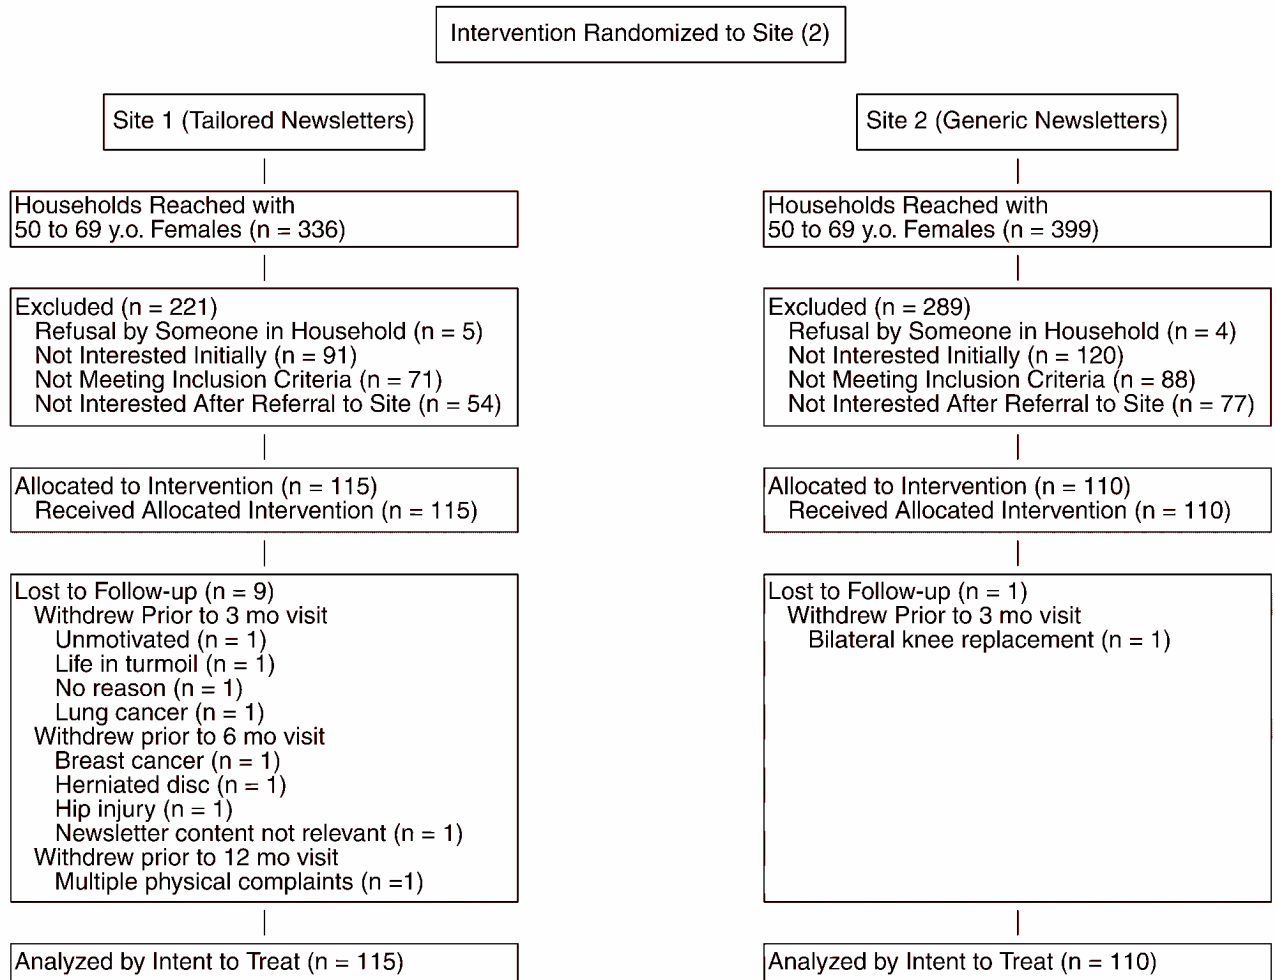 Intervention Randomized to Site (2)
Site 1 (Tailored Newsletters)
Households Reached with
50 to 69 y.o. Females (n = 336)
Excluded (n = 221)
Refusal by Someone in Household (n = 5)
Not Interested Initially (n = 91)
Not Meeting Inclusion Criteria (n = 71)
Not Interested After Referral to Site (n = 54)
Allocated to Intervention (n = 115)
Received Allocated Intervention (n = 115)
Lost to Follow-up (n = 9)
Withdrew Prior to 3 mo visit
Unmotivated (n = 1)
Life in turmoil (n = 1)
No reason (n = 1)
Lung cancer (n = 1)
Withdrew prior to 6 mo visit
Breast cancer (n = 1)
Herniated disc (n = 1)
Hip injury (n = 1)
Newsletter content not relevant (n = 1)
Withdrew prior to 12 mo visit
Multiple physical complaints (n =1)
Analyzed by Intent to Treat (n = 115)
Site 2 (Generic Newsletters)
Households Reached with
50 to 69 y.o. Females (n = 399)
Excluded (n = 289)
Refusal by Someone in Household (n = 4)
Not Interested Initially (n = 120)
Not Meeting Inclusion Criteria (n = 88)
Not Interested After Referral to Site (n = 77)
Allocated to Intervention (n = 110)
Received Allocated Intervention (n = 110)
Lost to Follow-up (n = 1)
Withdrew Prior to 3 mo visit
Bilateral knee replacement (n = 1)
Analyzed by Intent to Treat (n = 110)